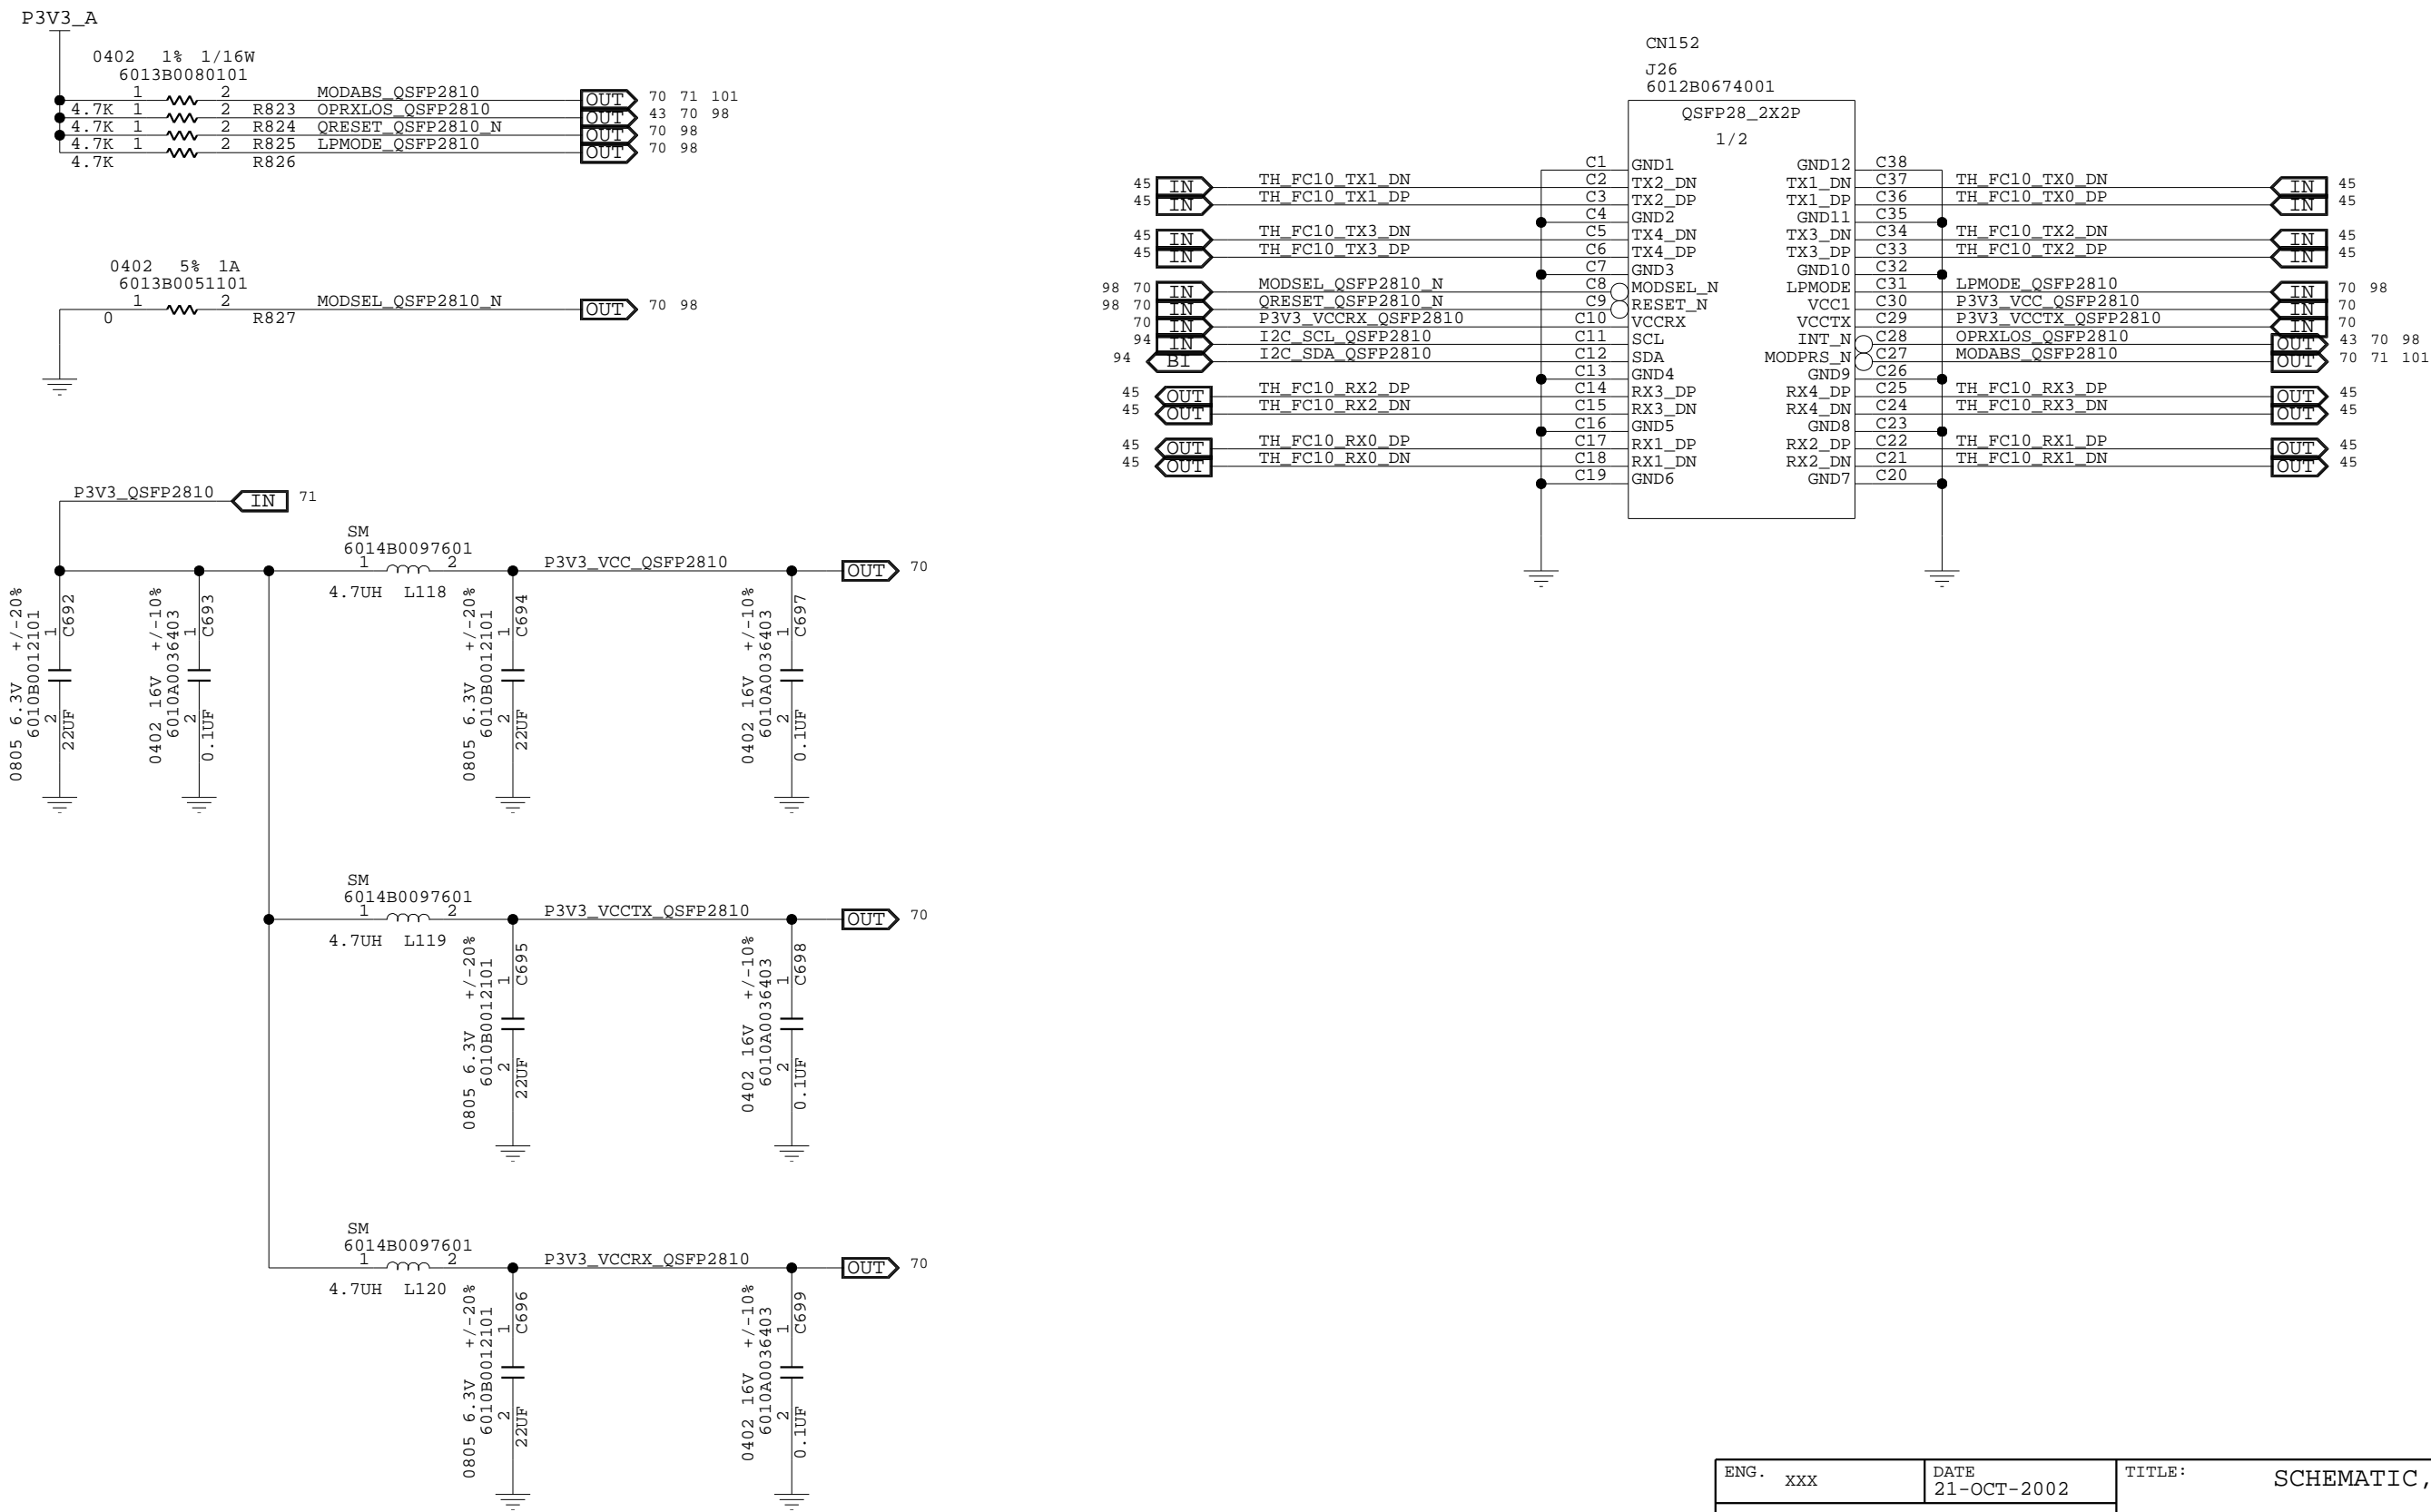 P3V3_A
0402 1% 1/16W
6013B0080101
1 2 MODABS_QSFP2810 OUT 70 71 101
4.7K 1 2 R823 OPRXLOS_QSFP2810 OUT 43 70 98
4.7K 1 2 R824 QRESET_QSFP2810_N OUT 70 98
4.7K 1 2 R825 LPMODE_QSFP2810 OUT 70 98
4.7K R826
0402 5% 1A
6013B0051101
1 2 MODSEL_QSFP2810_N OUT 70 98
0 R827
P3V3_QSFP2810 IN 71
SM
6014B0097601
1 2 P3V3_VCC_QSFP2810 OUT 70
4.7UH L118
0805 6.3V +/-20%
6010B0012101
1 2
C692
22UF
0402 16V +/-10%
6010A0036403
1 2
C693
0.1UF
0805 6.3V +/-20%
6010B0012101
1 2
C694
22UF
0402 16V +/-10%
6010A0036403
1 2
C697
0.1UF
SM
6014B0097601
1 2 P3V3_VCCTX_QSFP2810 OUT 70
4.7UH L119
0805 6.3V +/-20%
6010B0012101
1 2
C695
22UF
0402 16V +/-10%
6010A0036403
1 2
C698
0.1UF
SM
6014B0097601
1 2 P3V3_VCCRX_QSFP2810 OUT 70
4.7UH L120
0805 6.3V +/-20%
6010B0012101
1 2
C696
22UF
0402 16V +/-10%
6010A0036403
1 2
C699
0.1UF
CN152
J26
6012B0674001
QSFP28_2X2P
1/2
C1 GND1 GND12 C38
45 IN TH_FC10_TX1_DN C2 TX2_DN TX1_DN C37 TH_FC10_TX0_DN IN 45
45 IN TH_FC10_TX1_DP C3 TX2_DP TX1_DP C36 TH_FC10_TX0_DP IN 45
C4 GND2 GND11 C35
45 IN TH_FC10_TX3_DN C5 TX4_DN TX3_DN C34 TH_FC10_TX2_DN IN 45
45 IN TH_FC10_TX3_DP C6 TX4_DP TX3_DP C33 TH_FC10_TX2_DP IN 45
C7 GND3 GND10 C32
98 70 IN MODSEL_QSFP2810_N C8 MODSEL_N LPMODE C31 LPMODE_QSFP2810 IN 70 98
98 70 IN QRESET_QSFP2810_N C9 RESET_N VCC1 C30 P3V3_VCC_QSFP2810 IN 70
70 IN P3V3_VCCRX_QSFP2810 C10 VCCRX VCCTX C29 P3V3_VCCTX_QSFP2810 IN 70
94 IN I2C_SCL_QSFP2810 C11 SCL INT_N C28 OPRXLOS_QSFP2810 OUT 43 70 98
94 BI I2C_SDA_QSFP2810 C12 SDA MODPRS_N C27 MODABS_QSFP2810 OUT 70 71 101
C13 GND4 GND9 C26
45 OUT TH_FC10_RX2_DP C14 RX3_DP RX4_DP C25 TH_FC10_RX3_DP OUT 45
45 OUT TH_FC10_RX2_DN C15 RX3_DN RX4_DN C24 TH_FC10_RX3_DN OUT 45
C16 GND5 GND8 C23
45 OUT TH_FC10_RX0_DP C17 RX1_DP RX2_DP C22 TH_FC10_RX1_DP OUT 45
45 OUT TH_FC10_RX0_DN C18 RX1_DN RX2_DN C21 TH_FC10_RX1_DN OUT 45
C19 GND6 GND7 C20
ENG. XXX
DATE
21-OCT-2002
TITLE: SCHEMATIC,